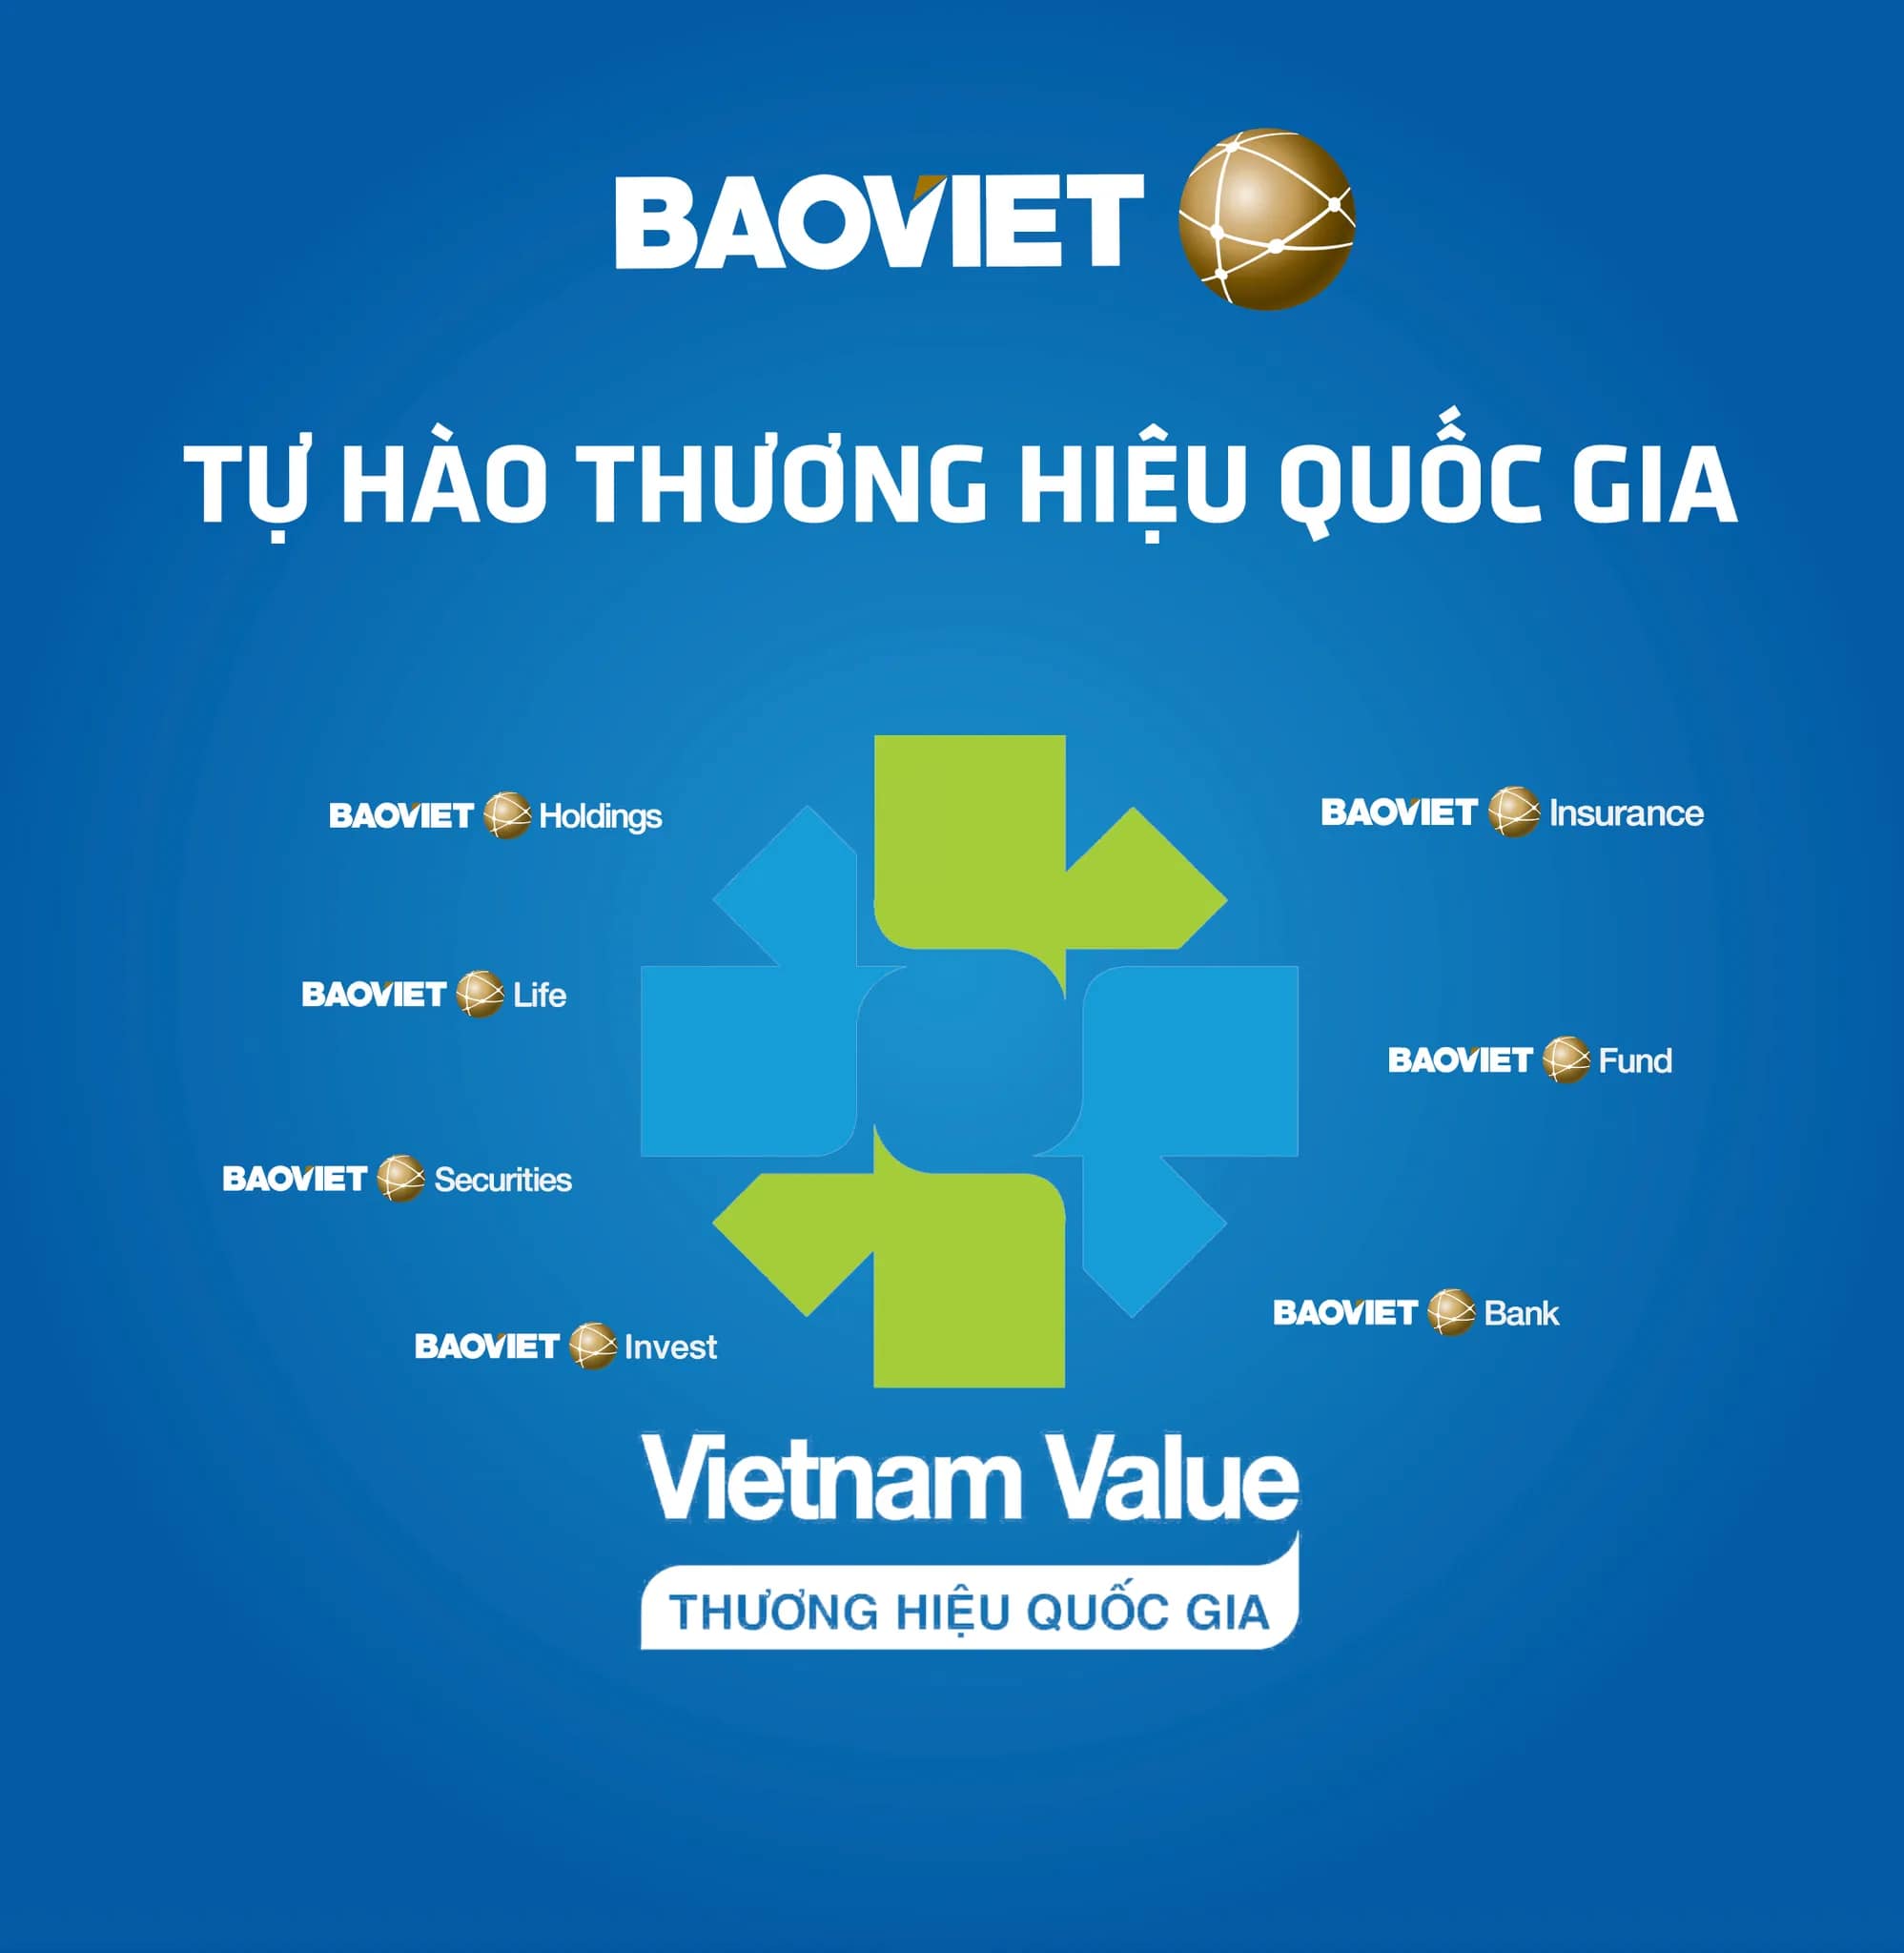 BAOVIET
TỰ HÀO THƯƠNG HIỆU QUỐC GIA
BAOVIET Holdings
BAOVIET Insurance
BAOVIET Life
BAOVIET Fund
BAOVIET Securities
BAOVIET Bank
BAOVIET Invest
Vietnam Value
THƯƠNG HIỆU QUỐC GIA